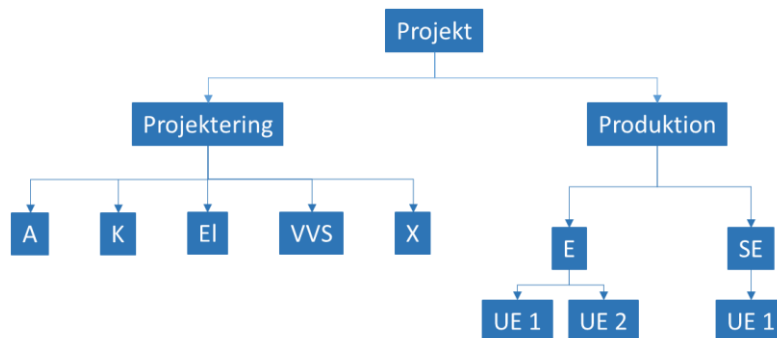 Projekt
Projektering
Produktion
A
K
El
VVS
X
E
SE
UE 1
UE 2
UE 1